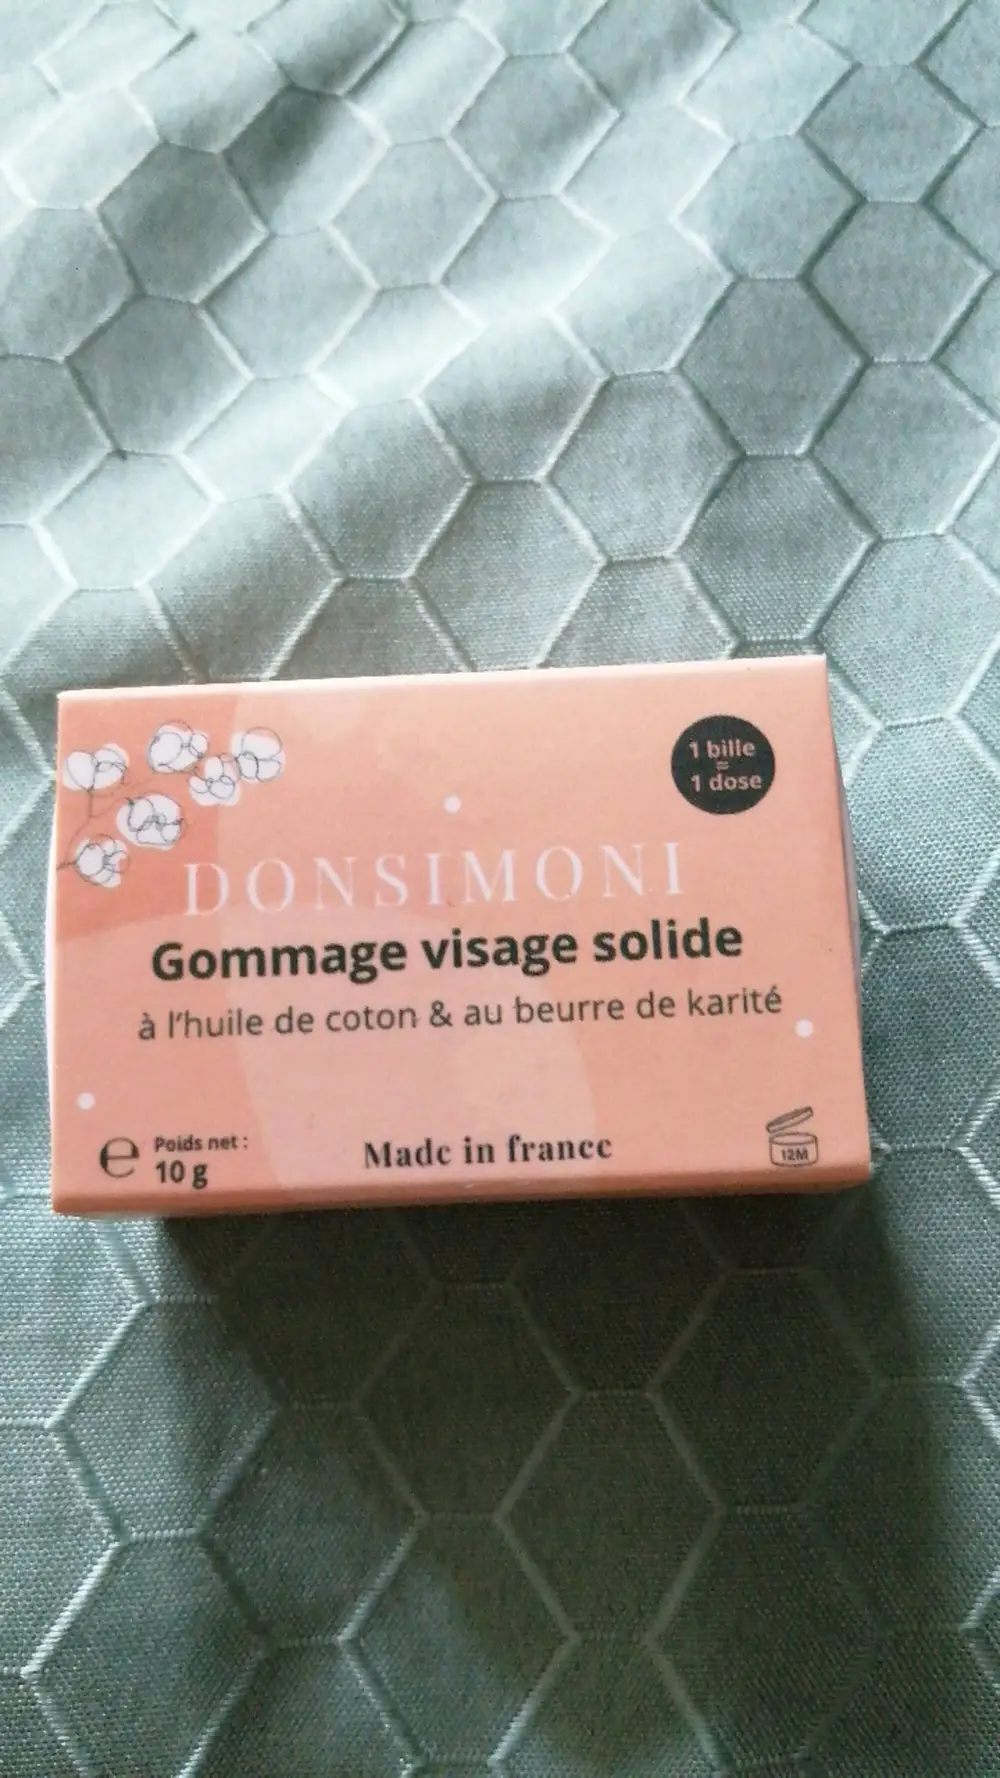 1 bille
=
1 dose
DONSIMONI
Gommage visage solide
à l'huile de coton & au beurre de karité
e Poids net :
10 g
Made in france
12M